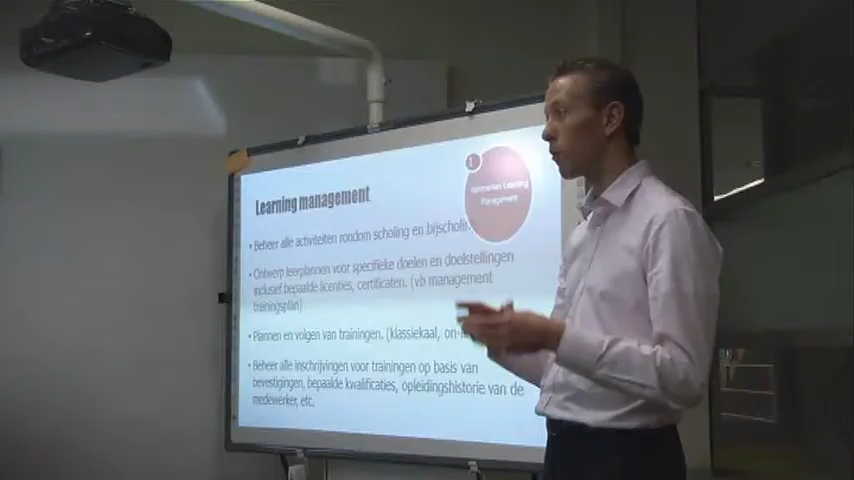 Learning management
1
Learning
Management
• Beheer alle activiteiten rondom scholing en
• Ontwerp leerplannen voor specifieke doelen en doelstellingen
inclusief bepaalde licenties, certificaten. (vb management
trainingsplan)
• Plannen en volgen van trainingen. (klassiekaal,
• Beheer alle inschrijvingen voor trainingen op basis van
bevestigingen, bepaalde kwalificaties, opleidingshistorie van de
medewerker, etc.